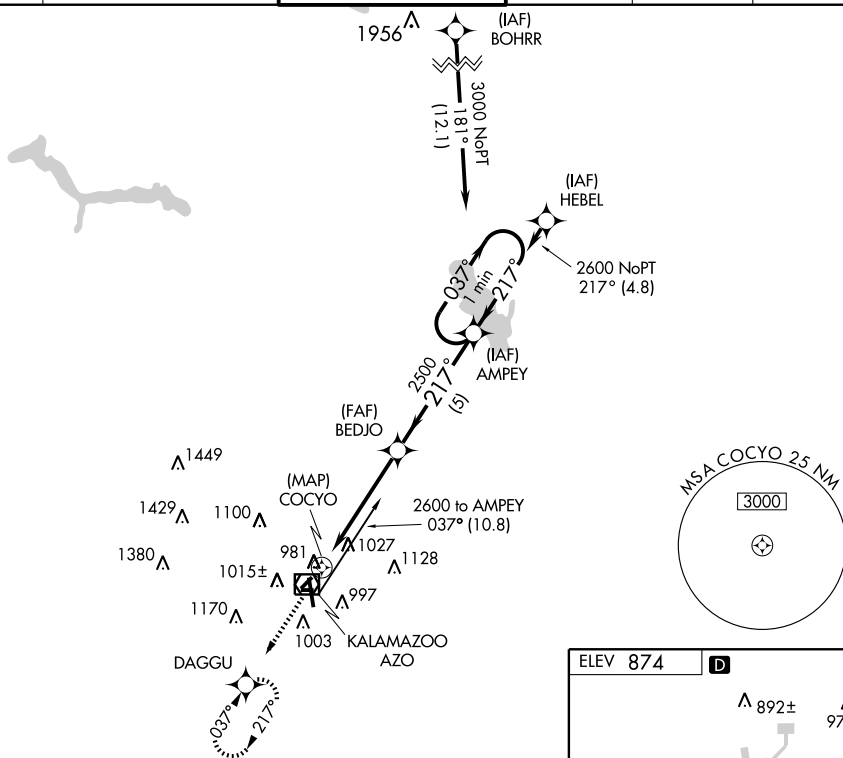 1956
(IAF)
BOHRR
3000 NoPT
181°
(12.1)
(IAF)
HEBEL
2600 NoPT
217° (4.8)
037°
1 min
217°
(IAF)
AMPEY
2500
217°
(5)
(FAF)
BEDJO
(MAP)
COCYO
2600 to AMPEY
037° (10.8)
1449
1429
1100
1380
981
1027
1128
1015±
997
1170
1003
KALAMAZOO
AZO
DAGGU
037°
217°
MSA COCYO 25 NM
3000
ELEV 874
D
892±
97